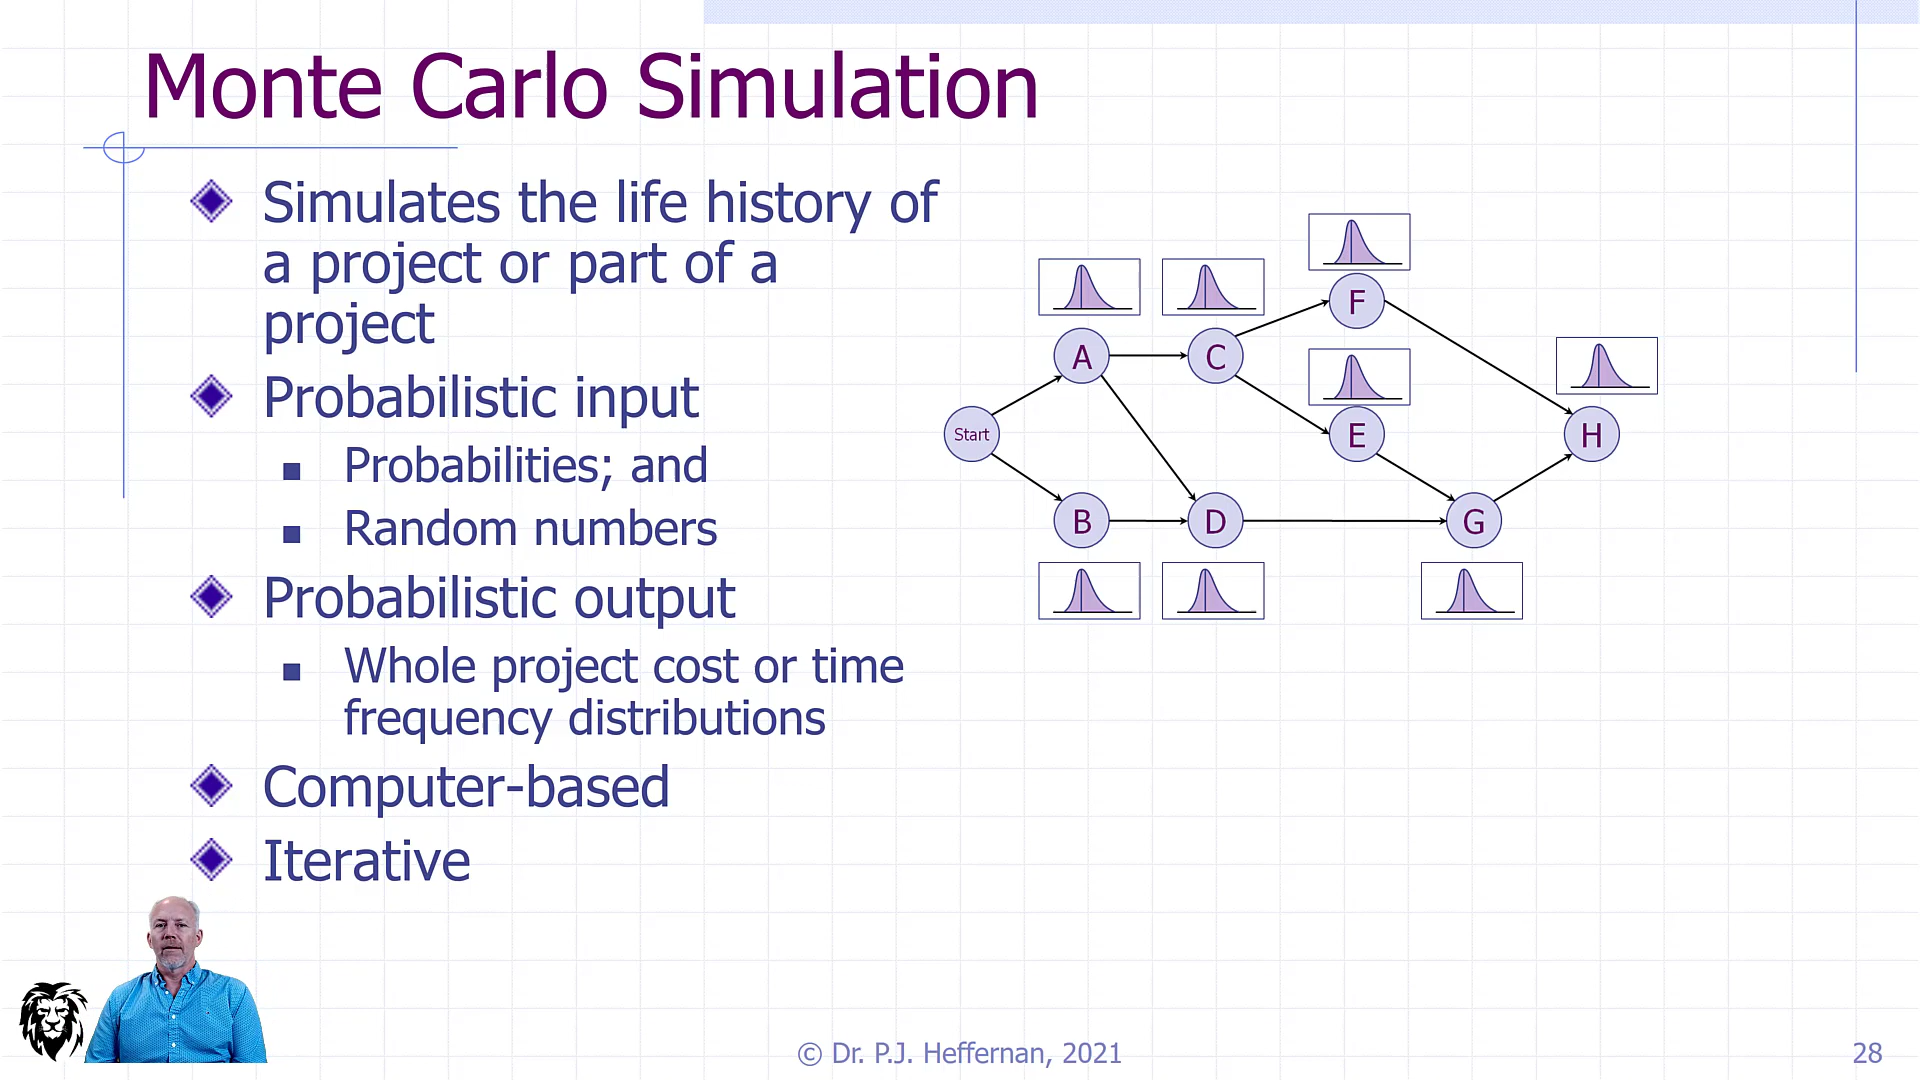 Monte Carlo Simulation
Simulates the life history of
a project or part of a
project
Probabilistic input
Probabilities; and
Random numbers
Probabilistic output
Whole project cost or time
frequency distributions
Computer-based
Iterative
F
A
C
Start
E
H
B
D
G
© Dr. P.J. Heffernan, 2021
28